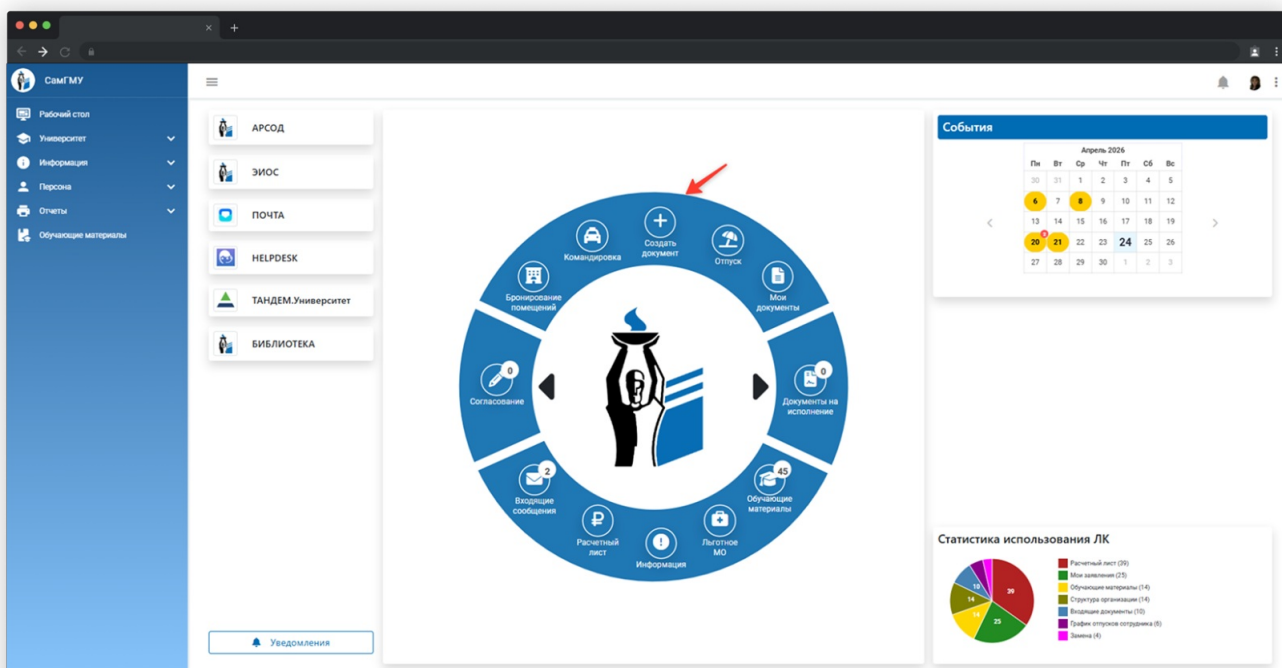 СамГМУ
Рабочий стол
Университет
Информация
Персона
Отчеты
Обучающие материалы
АРСОД
ЭИОС
ПОЧТА
HELPDESK
ТАНДЕМ.Университет
БИБЛИОТЕКА
Уведомления
Создать
документ
Командировка
Отпуск
Бронирование
помещений
Мои
документы
0
Согласование
0
Документы на
исполнение
2
Входящие
сообщения
45
Обучающие
материалы
Расчетный
лист
Льготное
МО
Информация
События
Апрель 2026
Пн Вт Ср Чт Пт Сб Вс
30 31 1 2 3 4 5
6 7 8 9 10 11 12
13 14 15 16 17 18 19
20 21 22 23 24 25 26
27 28 29 30 1 2 3
Статистика использования ЛК
39
25
14
14
10
Расчетный лист (39)
Мои заявления (25)
Обучающие материалы (14)
Структура организации (14)
Входящие документы (10)
График отпусков сотрудника (6)
Замена (4)